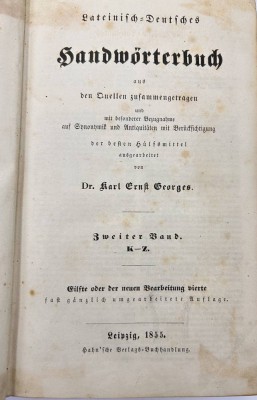 Lateinisch-Deutsches
Handwörterbuch
aus
den Quellen zusammengetragen
und
mit besonderer Bezugnahme
auf Synonymik und Antiquitäten mit Berücksichtigung
der besten Hülfsmittel
ausgearbeitet
von
Dr. Karl Ernst Georges.
Zweiter Band.
K–Z.
Eilfte oder der neuen Bearbeitung vierte
fast gänzlich umgearbeitete Auflage.
Leipzig, 1855.
Hahn'sche Verlags-Buchhandlung.